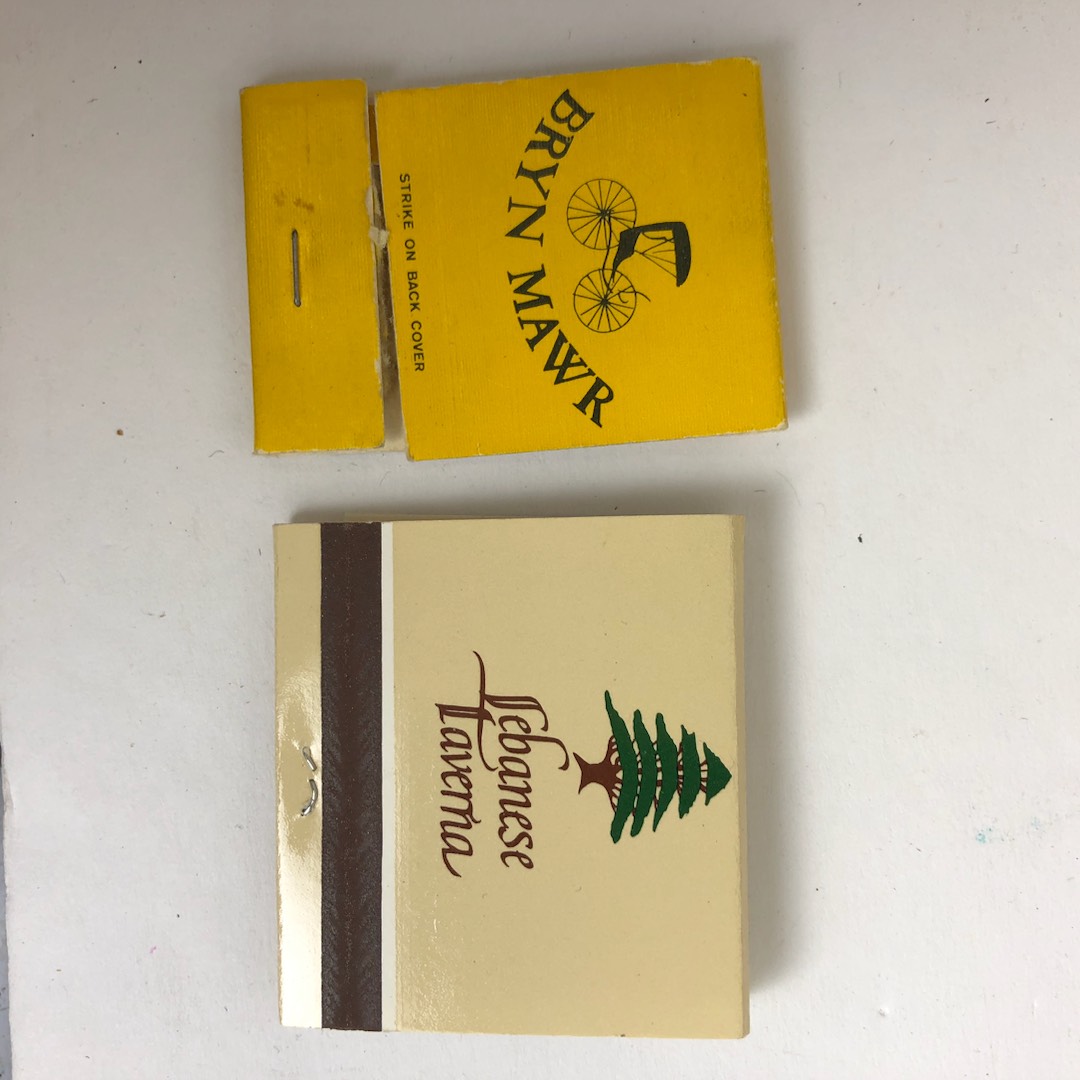 BRYN MAWR
STRIKE ON BACK COVER
Lebanese
Taverna